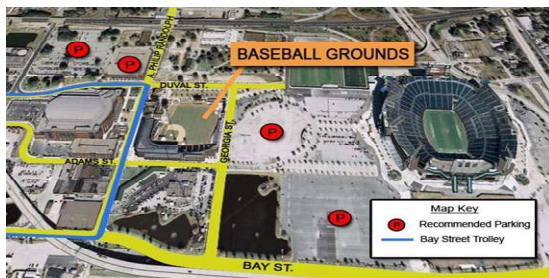 P
P
A. PHILIP RANDOLPH
BASEBALL GROUNDS
DUVAL ST.
GEORGIA ST.
P
ADAMS ST.
P
BAY ST.
Map Key
P Recommended Parking
Bay Street Trolley